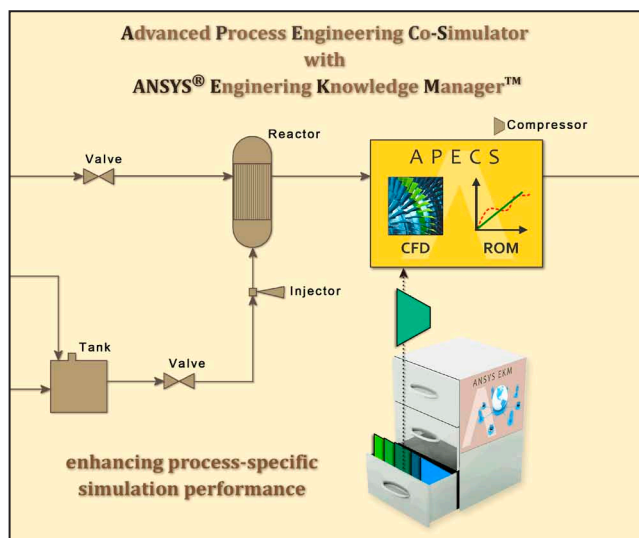 Advanced Process Engineering Co-Simulator
with
ANSYS® Enginering Knowledge Manager™
Compressor
Reactor
Valve
APECS
CFD
ROM
Injector
Tank
Valve
ANSYS EKM
enhancing process-specific
simulation performance